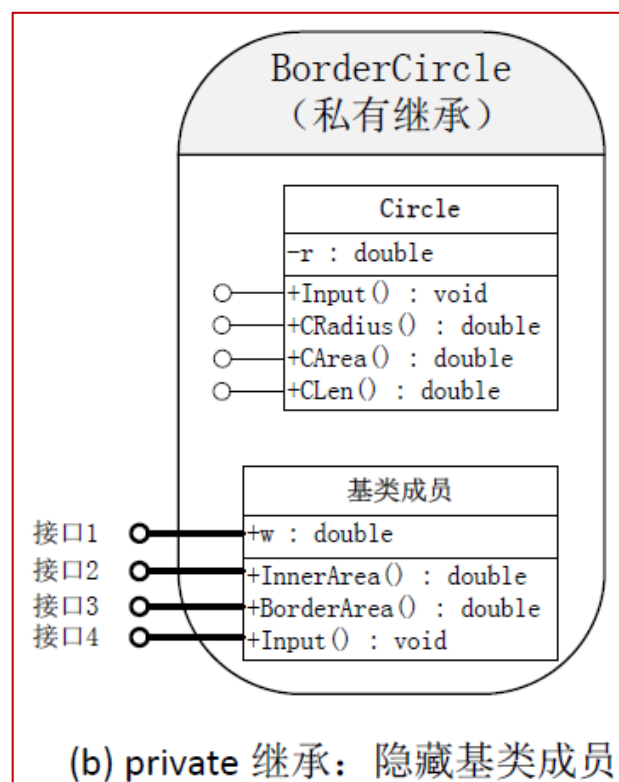 BorderCircle
（私有继承）
Circle
-r : double
+Input() : void
+CRadius() : double
+CArea() : double
+CLen() : double
基类成员
接口1
+w : double
接口2
+InnerArea() : double
接口3
+BorderArea() : double
接口4
+Input() : void
(b) private 继承：隐藏基类成员